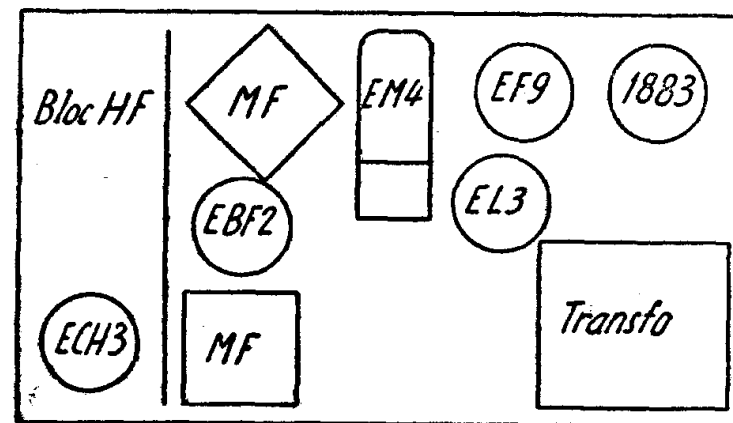 Bloc HF
MF
EM4
EF9
1883
EBF2
EL3
ECH3
MF
Transfo